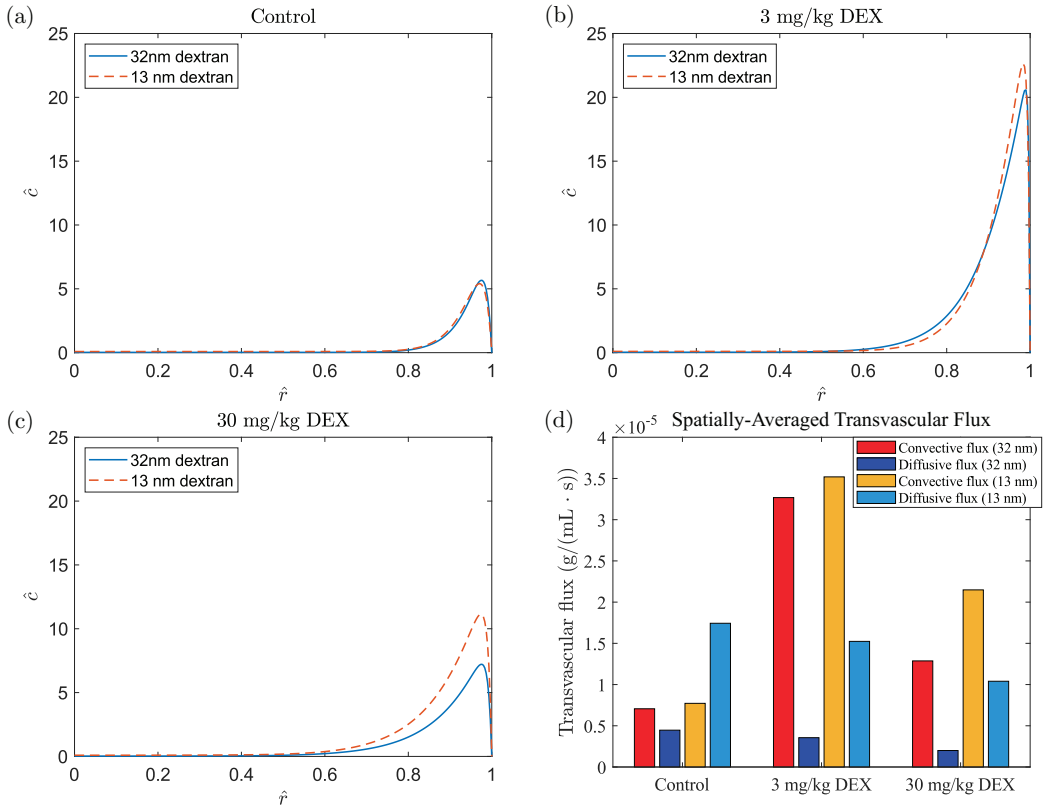 (a)
Control
25
20
15
10
5
0
ĉ
32nm dextran
13 nm dextran
0 0.2 0.4 0.6 0.8 1
r̂
(b)
3 mg/kg DEX
25
20
15
10
5
0
ĉ
32nm dextran
13 nm dextran
0 0.2 0.4 0.6 0.8 1
r̂
(c)
30 mg/kg DEX
25
20
15
10
5
0
ĉ
32nm dextran
13 nm dextran
0 0.2 0.4 0.6 0.8 1
r̂
(d)
Spatially-Averaged Transvascular Flux
×10⁻⁵
4
3.5
3
2.5
2
1.5
1
0.5
0
Transvascular flux (g/(mL · s))
Convective flux (32 nm)
Diffusive flux (32 nm)
Convective flux (13 nm)
Diffusive flux (13 nm)
Control 3 mg/kg DEX 30 mg/kg DEX